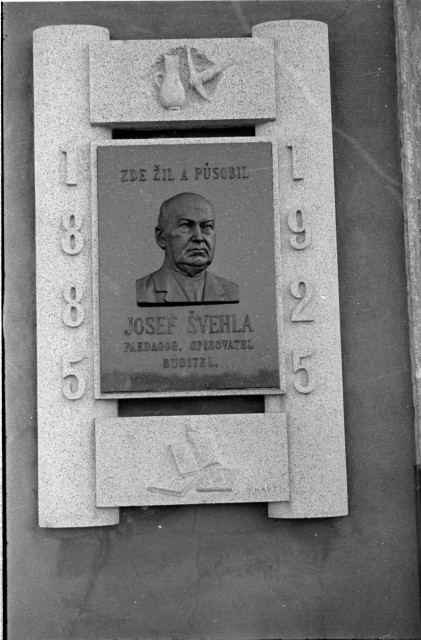 ZDE ŽIL A PŮSOBIL
1885
1925
JOSEF ŠVEHLA
PAEDAGOG, SPISOVATEL
BUDITEL.